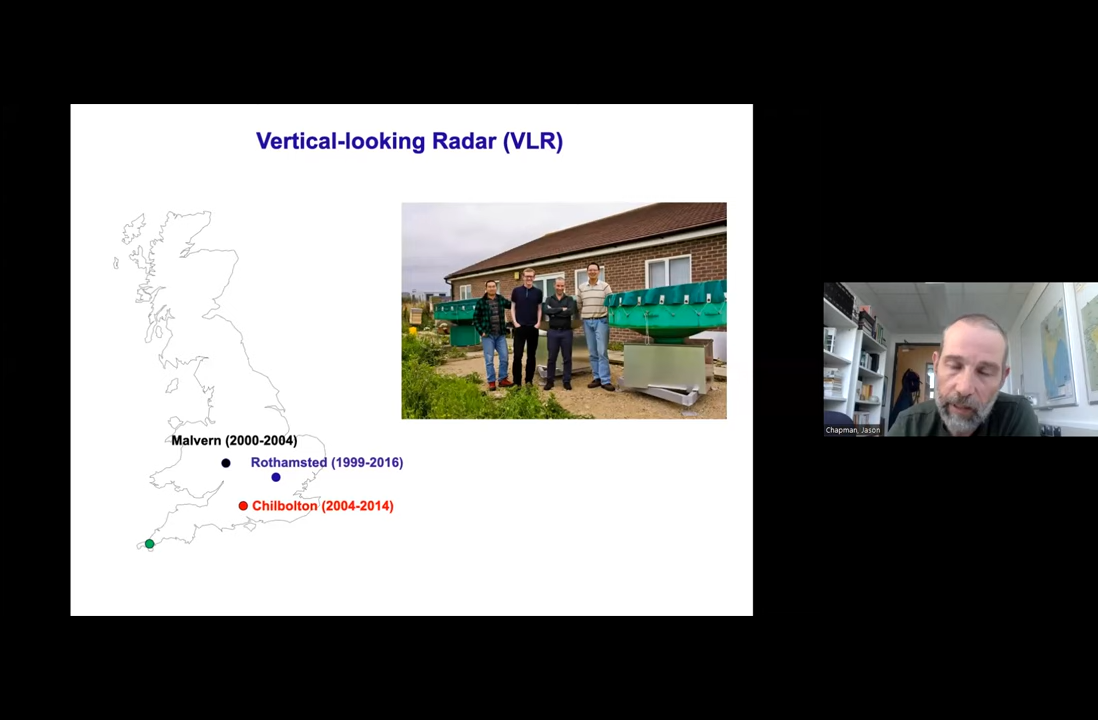 Vertical-looking Radar (VLR)
Malvern (2000-2004)
Rothamsted (1999-2016)
Chilbolton (2004-2014)
Chapman, Jason